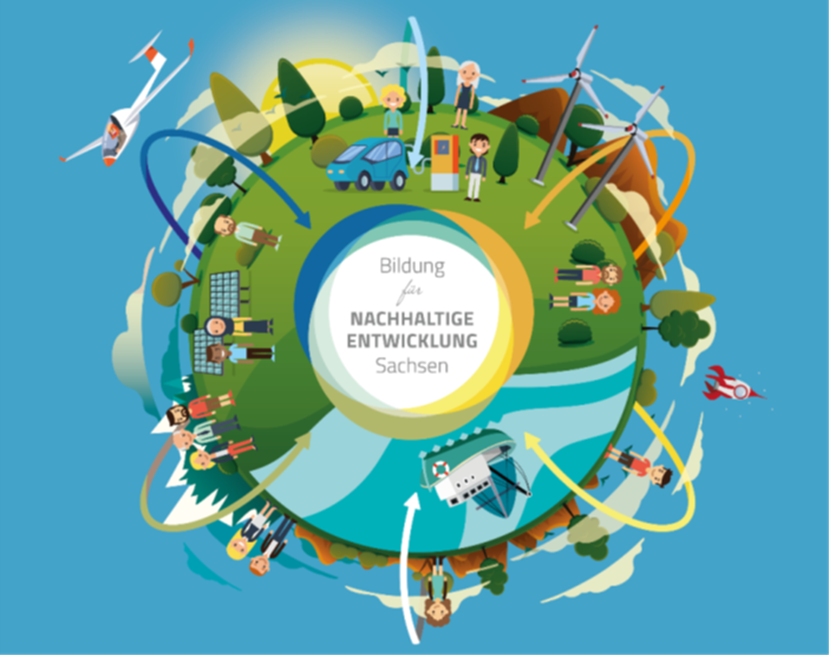 Bildung
für
NACHHALTIGE
ENTWICKLUNG
Sachsen